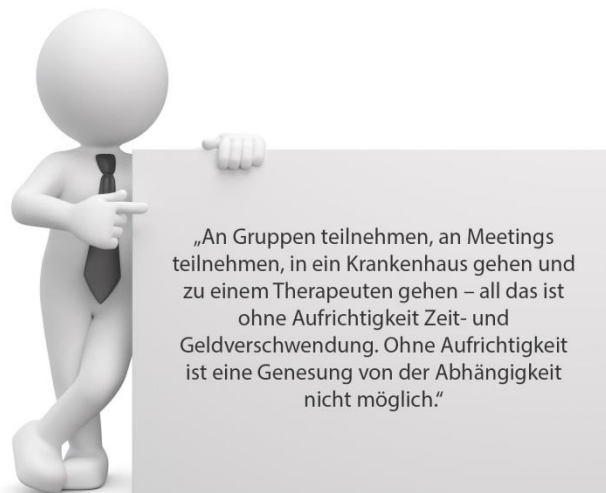 „An Gruppen teilnehmen, an Meetings
teilnehmen, in ein Krankenhaus gehen und
zu einem Therapeuten gehen – all das ist
ohne Aufrichtigkeit Zeit- und
Geldverschwendung. Ohne Aufrichtigkeit
ist eine Genesung von der Abhängigkeit
nicht möglich.“